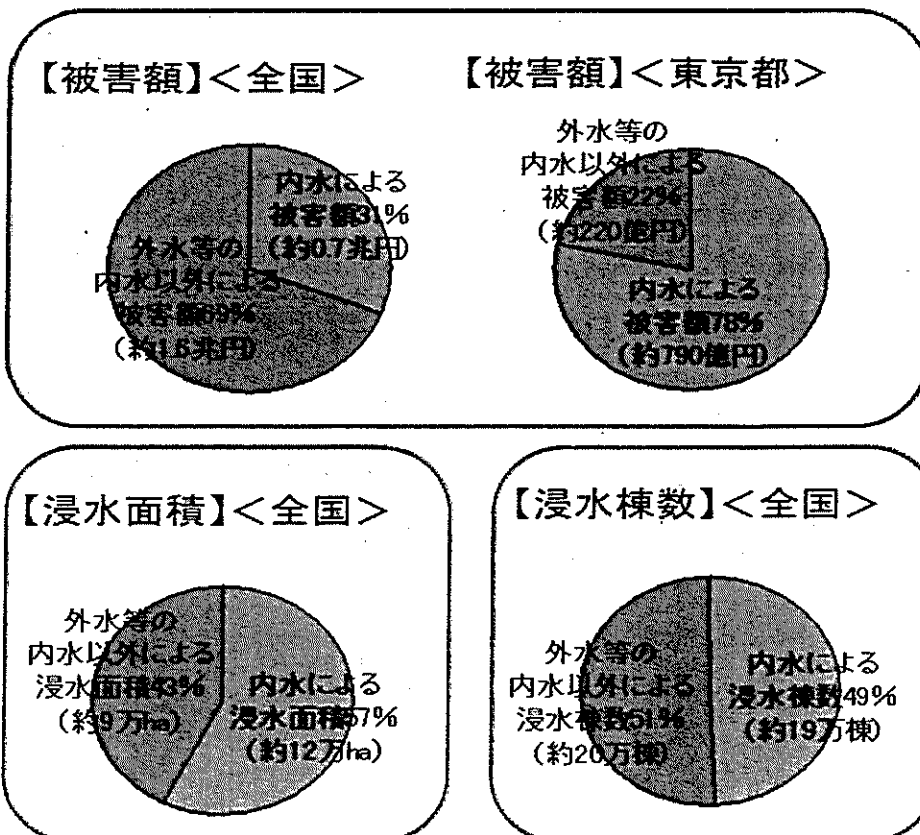 【被害額】＜全国＞
内水による
被害額31%
(約0.7兆円)
外水等の
内水以外による
被害額69%
(約1.5兆円)
【被害額】＜東京都＞
外水等の
内水以外による
被害額22%
(約220億円)
内水による
被害額78%
(約790億円)
【浸水面積】＜全国＞
外水等の
内水以外による
浸水面積43%
(約9万ha)
内水による
浸水面積57%
(約12万ha)
【浸水棟数】＜全国＞
外水等の
内水以外による
浸水棟数51%
(約20万棟)
内水による
浸水棟数49%
(約19万棟)